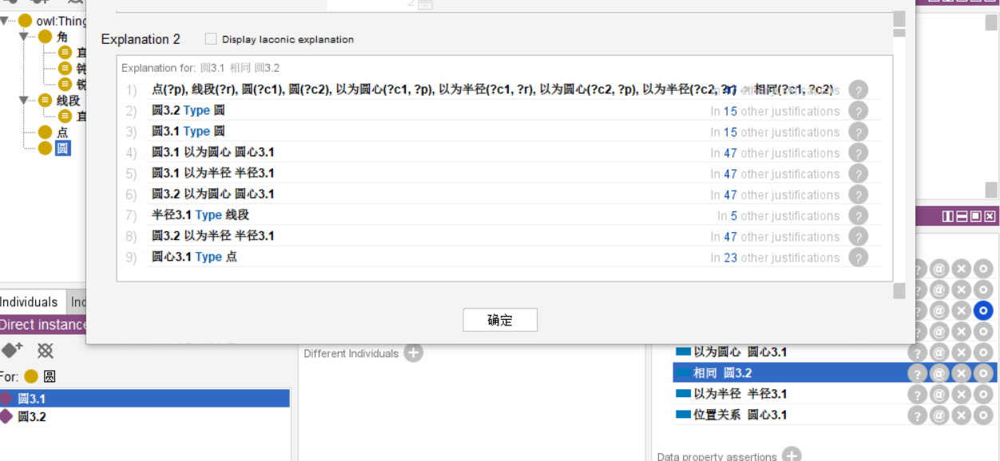 owl:Thing
角
线段
点
圆
Explanation 2
Display laconic explanation
Explanation for: 圆3.1 相同 圆3.2
1) 点(?p), 线段(?r), 圆(?c1), 圆(?c2), 以为圆心(?c1, ?p), 以为半径(?c1, ?r), 以为圆心(?c2, ?p), 以为半径(?c2, ?r) -> 相同(?c1, ?c2)
2) 圆3.2 Type 圆 In 15 other justifications
3) 圆3.1 Type 圆 In 15 other justifications
4) 圆3.1 以为圆心 圆心3.1 In 47 other justifications
5) 圆3.1 以为半径 半径3.1 In 47 other justifications
6) 圆3.2 以为圆心 圆心3.1 In 47 other justifications
7) 半径3.1 Type 线段 In 5 other justifications
8) 圆3.2 以为半径 半径3.1 In 47 other justifications
9) 圆心3.1 Type 点 In 23 other justifications
确定
Individuals
Direct instance
For: 圆
圆3.1
圆3.2
Different Individuals
以为圆心 圆心3.1
相同 圆3.2
以为半径 半径3.1
位置关系 圆心3.1
Data property assertions